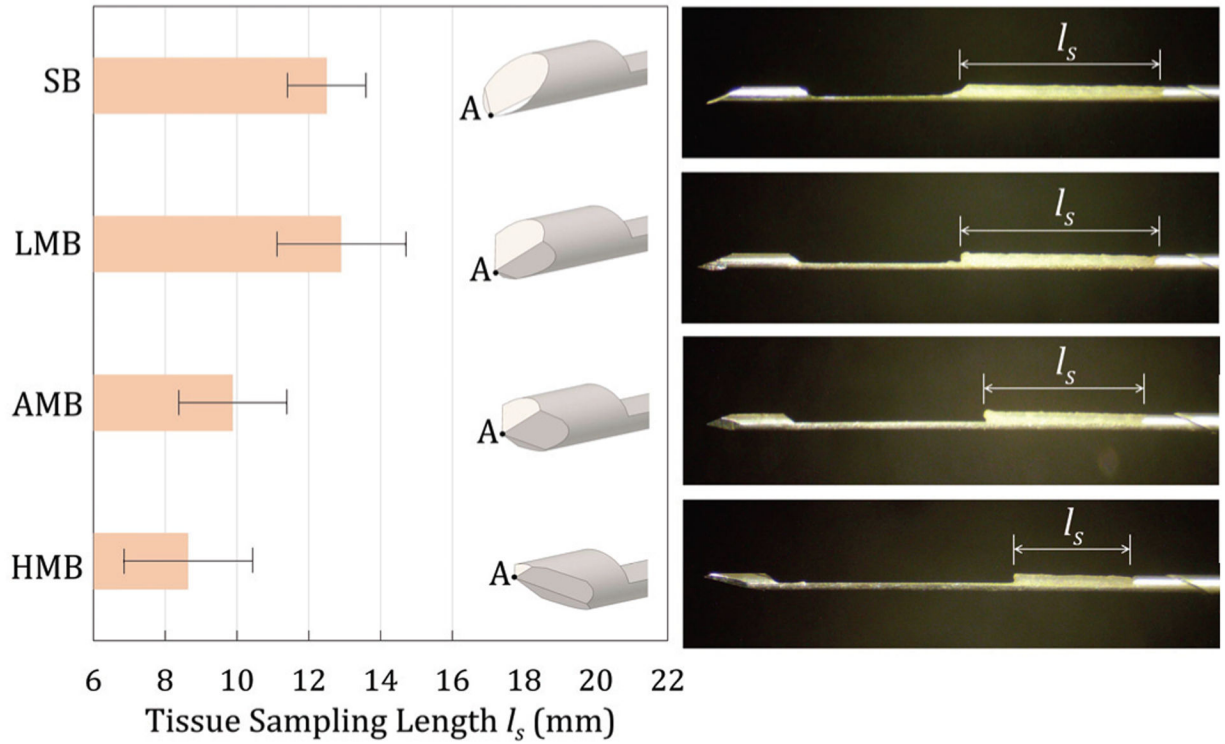 SB
A
l_s
LMB
A
l_s
AMB
A
l_s
HMB
A
l_s
6 8 10 12 14 16 18 20 22
Tissue Sampling Length l_s (mm)